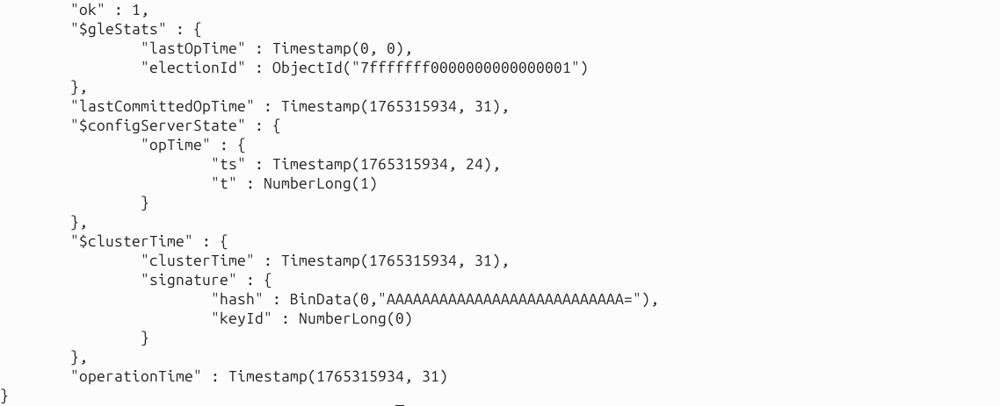 "ok" : 1,
"$gleStats" : {
"lastOpTime" : Timestamp(0, 0),
"electionId" : ObjectId("7fffffff0000000000000001")
},
"lastCommittedOpTime" : Timestamp(1765315934, 31),
"$configServerState" : {
"opTime" : {
"ts" : Timestamp(1765315934, 24),
"t" : NumberLong(1)
}
},
"$clusterTime" : {
"clusterTime" : Timestamp(1765315934, 31),
"signature" : {
"hash" : BinData(0,"AAAAAAAAAAAAAAAAAAAAAAAAAAA="),
"keyId" : NumberLong(0)
}
},
"operationTime" : Timestamp(1765315934, 31)
}